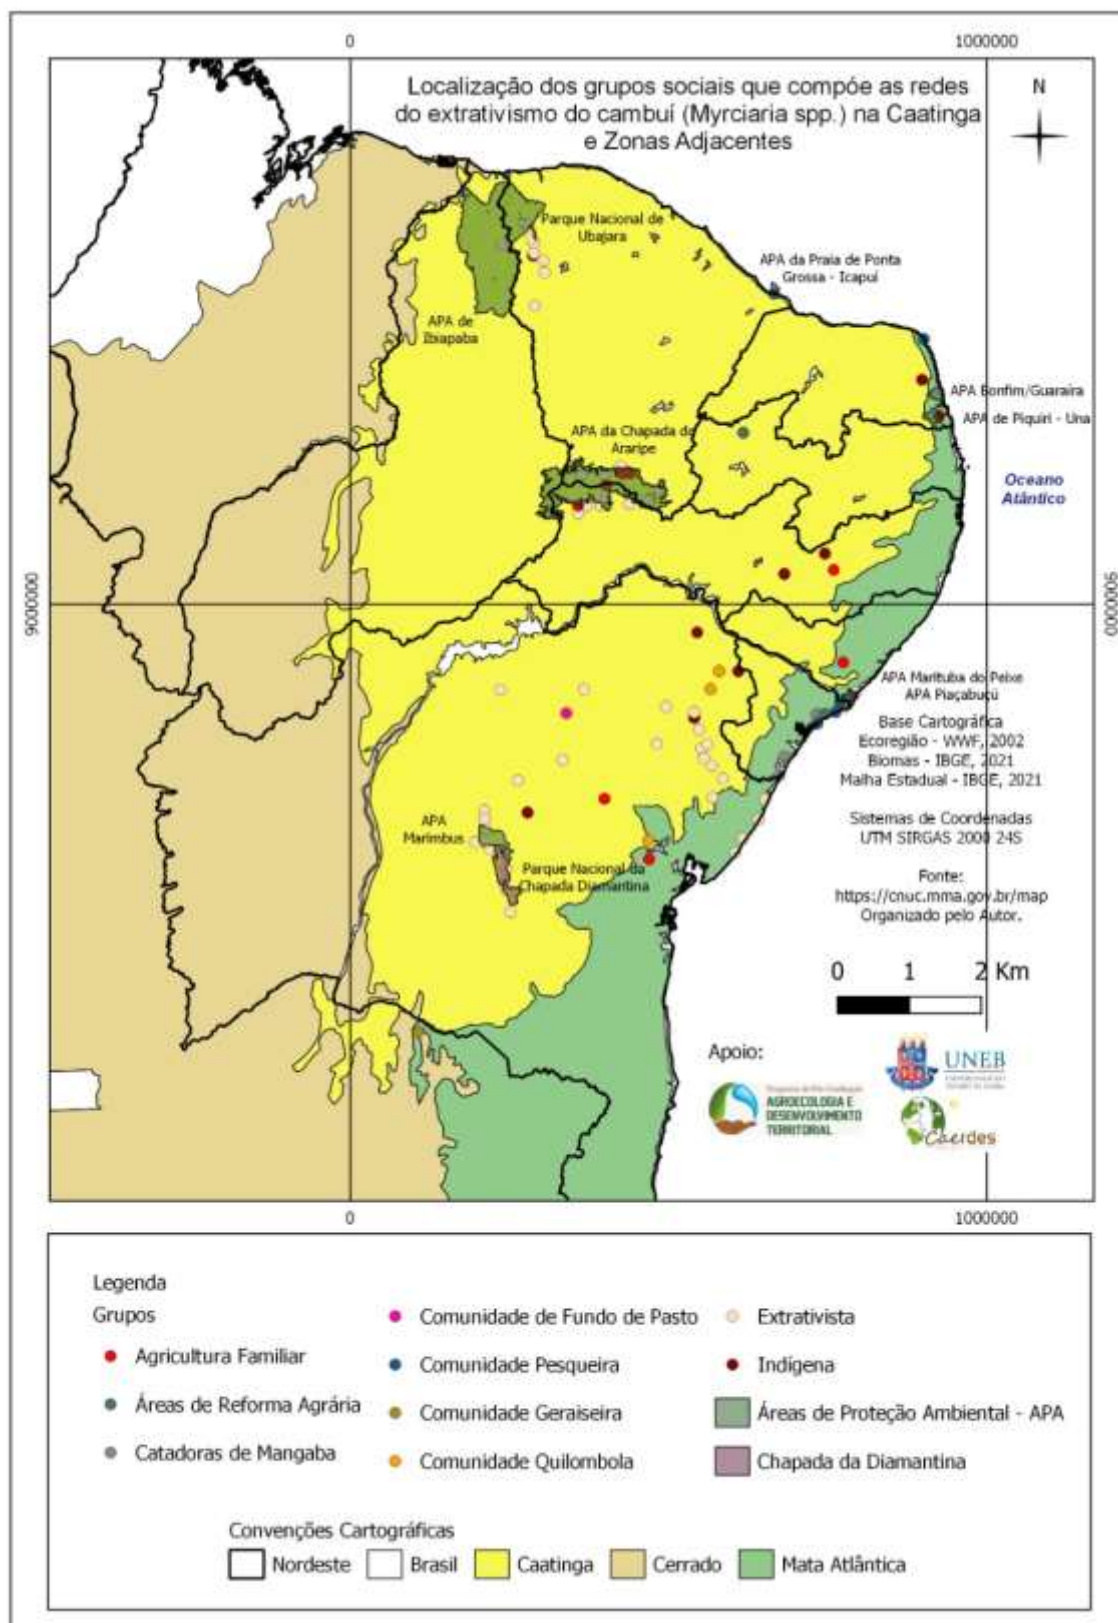 0
1000000
Localização dos grupos sociais que compõe as redes
do extrativismo do cambuí (Myrciaria spp.) na Caatinga
e Zonas Adjacentes
N
Parque Nacional de
Ubajara
APA da Praia de Ponta
Grossa - Icapuí
APA de
Ibiapaba
APA Bonfim/Guaraíra
APA de Piquiri - Una
APA da Chapada do
Araripe
Oceano
Atântico
9000000
9000000
APA Marituba do Peixe
APA Piaçabuçú
Base Cartográfica
Ecoregião - WWF, 2002
Biomas - IBGE, 2021
Malha Estadual - IBGE, 2021
Sistemas de Coordenadas
UTM SIRGAS 2000 24S
APA
Marimbus
Parque Nacional da
Chapada Diamantina
Fonte:
https://cnuc.mma.gov.br/map
Organizado pelo Autor.
0 1 2 Km
Apoio:
UNEB
AGROECOLOGIA E
DESENVOLVIMENTO
TERRITORIAL
Caerdes
0
1000000
Legenda
Grupos
Agricultura Familiar
Áreas de Reforma Agrária
Catadoras de Mangaba
Comunidade de Fundo de Pasto
Comunidade Pesqueira
Comunidade Geraiseira
Comunidade Quilombola
Extrativista
Indígena
Áreas de Proteção Ambiental - APA
Chapada da Diamantina
Convenções Cartográficas
Nordeste Brasil Caatinga Cerrado Mata Atlântica